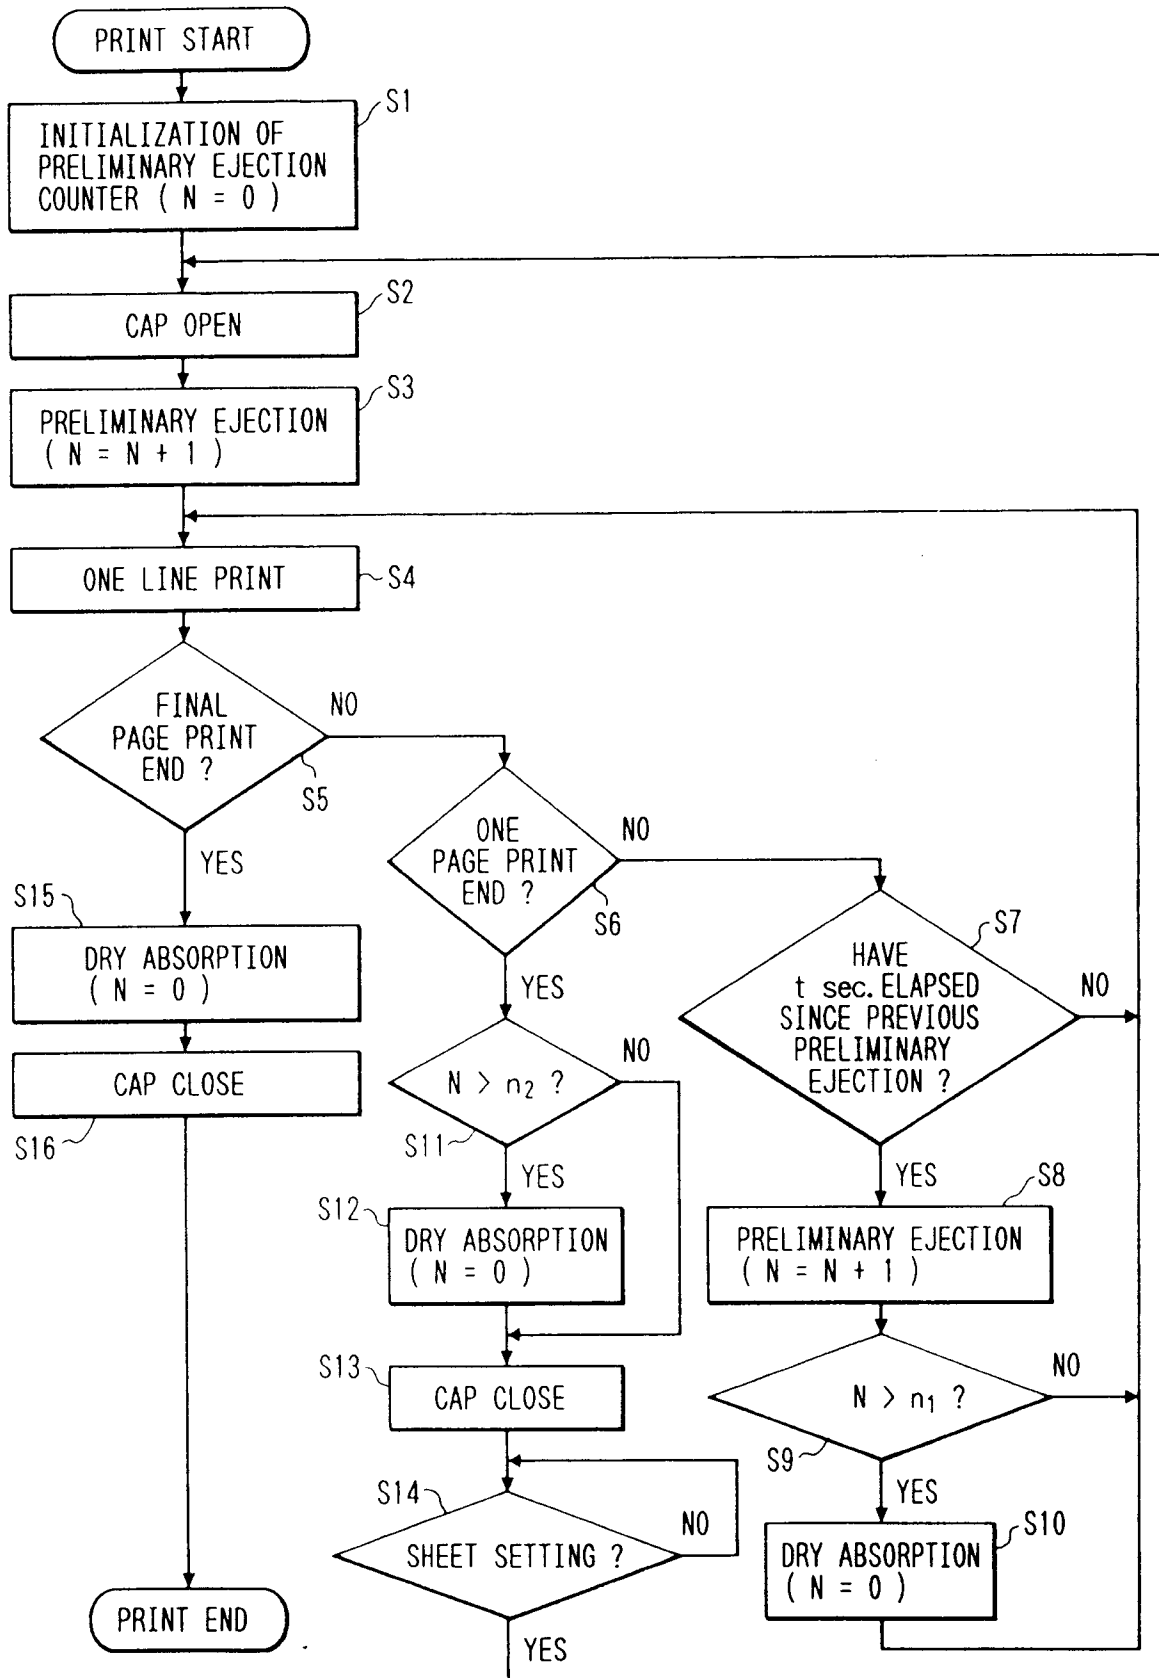 PRINT START
S1
INITIALIZATION OF
PRELIMINARY EJECTION
COUNTER ( N = 0 )
S2
CAP OPEN
S3
PRELIMINARY EJECTION
( N = N + 1 )
ONE LINE PRINT
S4
FINAL
PAGE PRINT
END ?
NO
S5
YES
ONE
PAGE PRINT
END ?
NO
S6
YES
S7
HAVE
t sec. ELAPSED
SINCE PREVIOUS
PRELIMINARY
EJECTION ?
NO
YES
S15
DRY ABSORPTION
( N = 0 )
CAP CLOSE
S16
N > n2 ?
NO
S11
YES
S12
DRY ABSORPTION
( N = 0 )
S8
PRELIMINARY EJECTION
( N = N + 1 )
S13
CAP CLOSE
N > n1 ?
NO
S9
YES
S14
SHEET SETTING ?
NO
YES
S10
DRY ABSORPTION
( N = 0 )
PRINT END